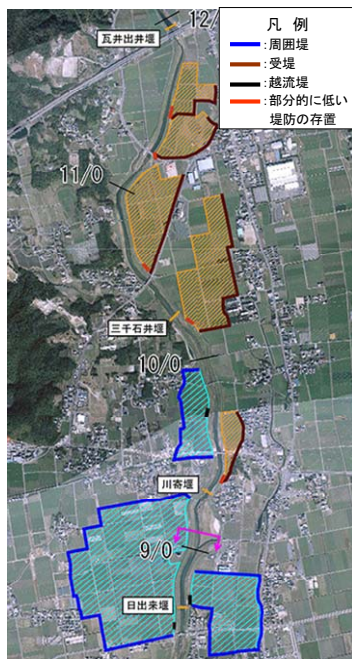 12/
瓦井出井堰
凡 例
:周囲堤
:受堤
:越流堤
:部分的に低い
堤防の存置
11/0
三千石井堰
10/0
川寄堰
9/0
日出来堰